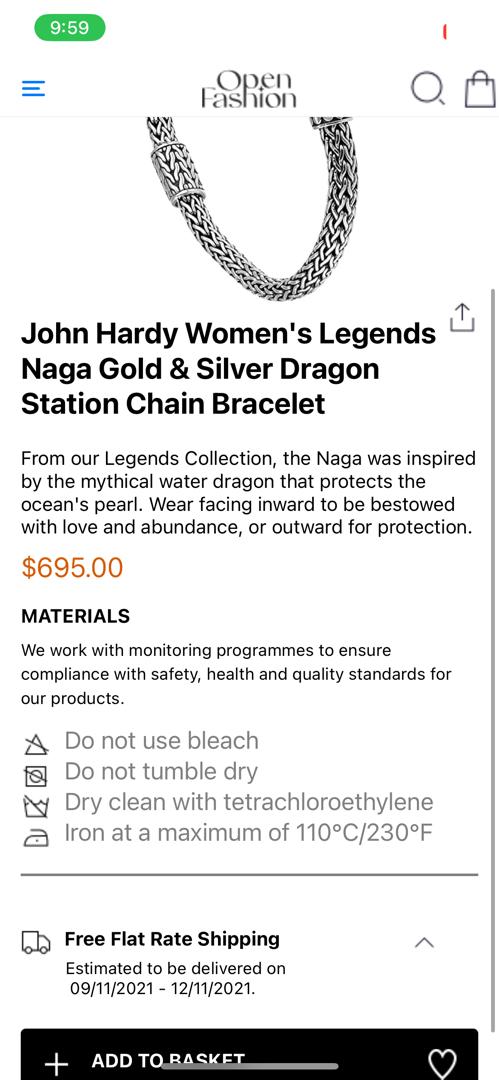 9:59
Open
Fashion
John Hardy Women's Legends
Naga Gold & Silver Dragon
Station Chain Bracelet
From our Legends Collection, the Naga was inspired
by the mythical water dragon that protects the
ocean's pearl. Wear facing inward to be bestowed
with love and abundance, or outward for protection.
$695.00
MATERIALS
We work with monitoring programmes to ensure
compliance with safety, health and quality standards for
our products.
Do not use bleach
Do not tumble dry
Dry clean with tetrachloroethylene
Iron at a maximum of 110°C/230°F
Free Flat Rate Shipping
Estimated to be delivered on
09/11/2021 - 12/11/2021.
ADD TO BASKET